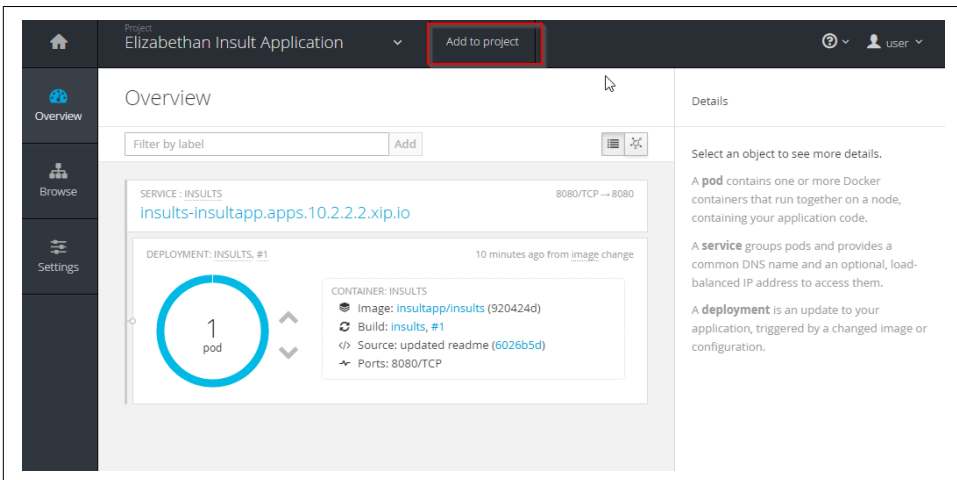 Project
Elizabethan Insult Application
Add to project
user
Overview
Browse
Settings
Overview
Filter by label
Add
SERVICE : INSULTS
8080/TCP → 8080
insults-insultapp.apps.10.2.2.2.xip.io
DEPLOYMENT: INSULTS, #1
10 minutes ago from image change
1
pod
CONTAINER: INSULTS
Image: insultapp/insults (920424d)
Build: insults, #1
</> Source: updated readme (6026b5d)
Ports: 8080/TCP
Details
Select an object to see more details.
A pod contains one or more Docker
containers that run together on a node,
containing your application code.
A service groups pods and provides a
common DNS name and an optional, load-
balanced IP address to access them.
A deployment is an update to your
application, triggered by a changed image or
configuration.